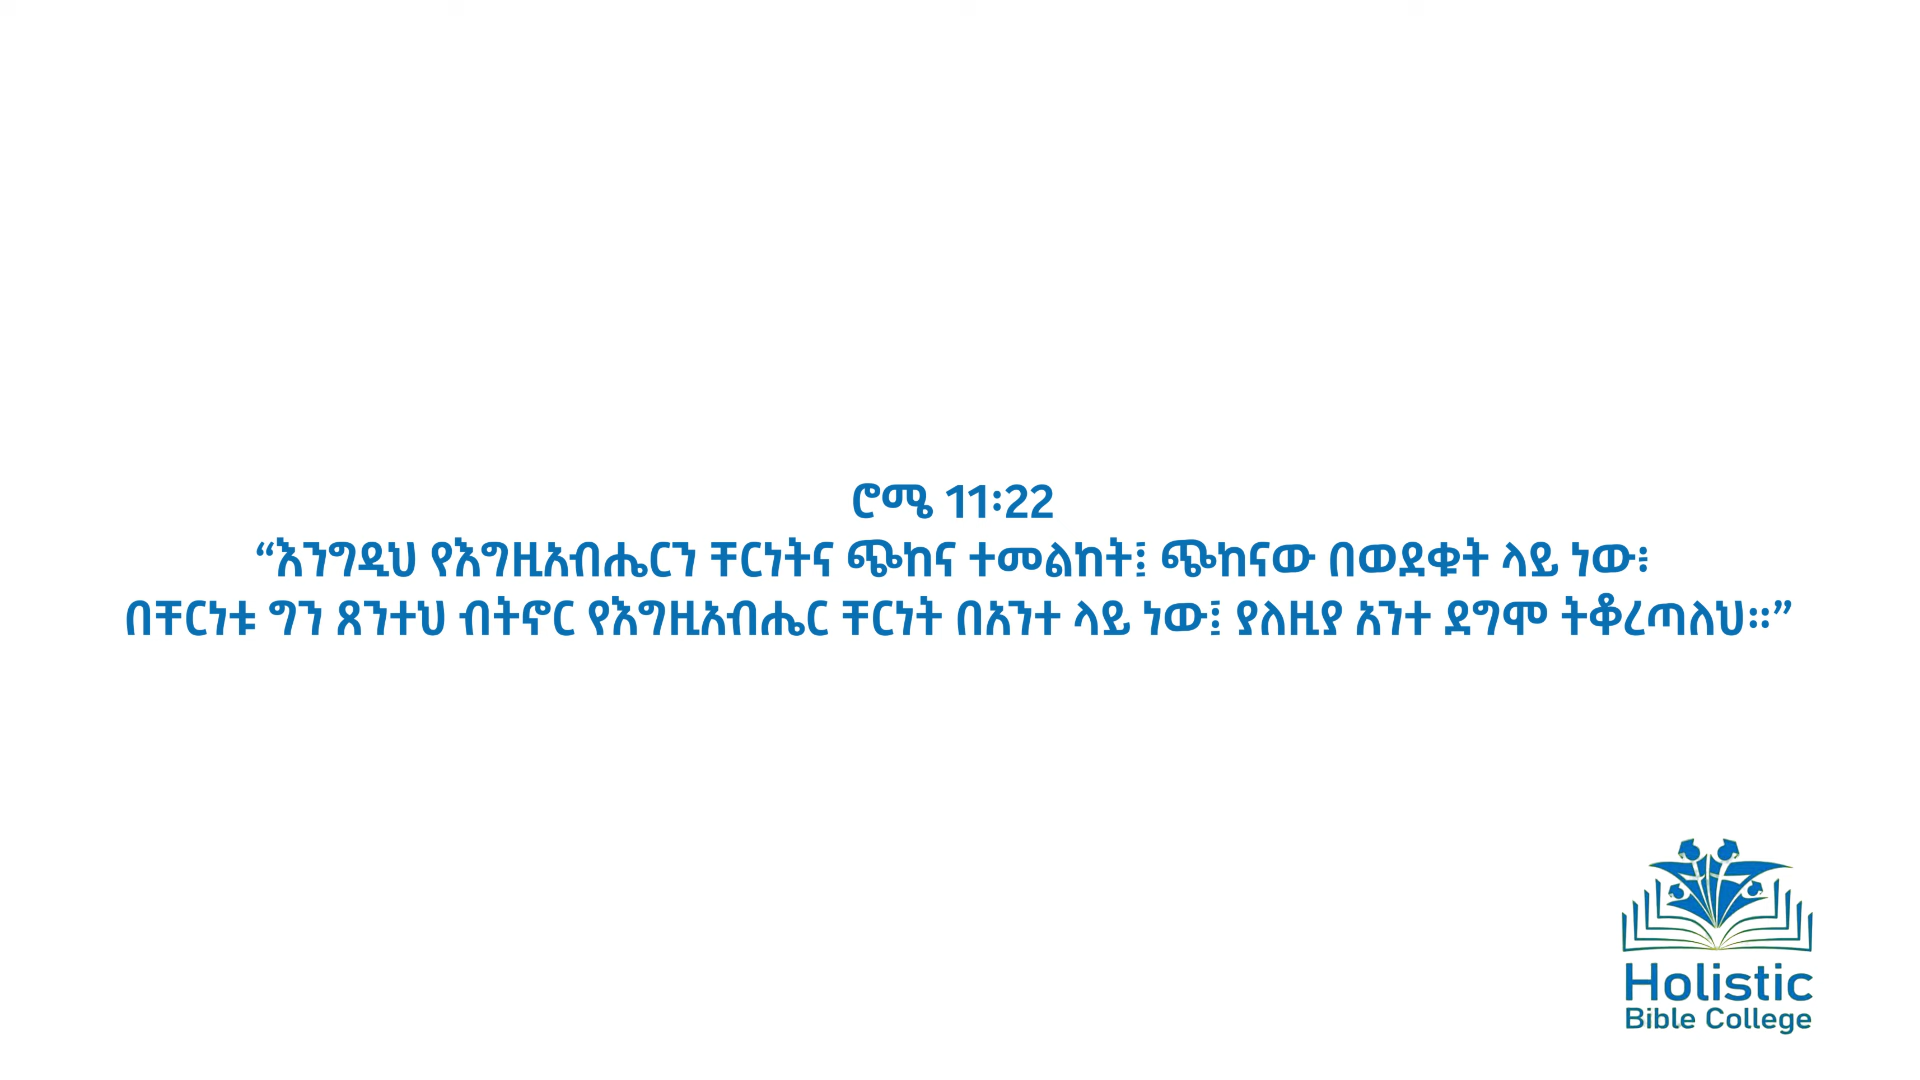 ሮሜ 11፡22
“እንግዲህ የእግዚአብሔርን ቸርነትና ጭከና ተመልከት፤ ጭከናው በወደቁት ላይ ነው፥
በቸርነቱ ግን ጸንተህ ብትኖር የእግዚአብሔር ቸርነት በአንተ ላይ ነው፤ ያለዚያ አንተ ደግሞ ትቆረጣለህ።”
Holistic
Bible College